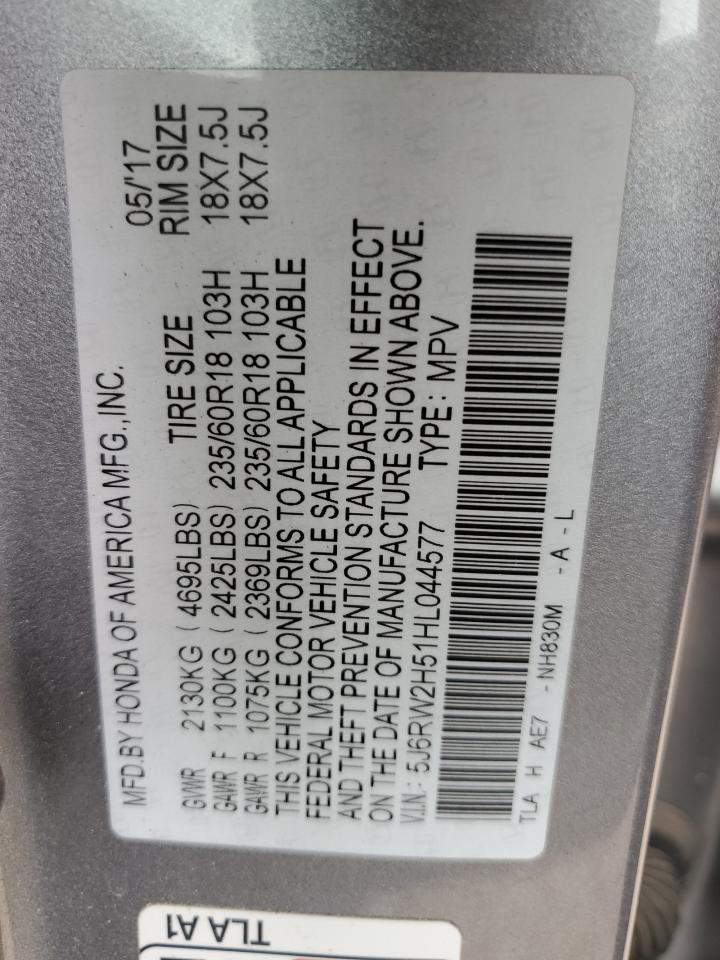 MFD.BY HONDA OF AMERICA MFG.,INC. 05/'17
GVWR 2130KG ( 4695LBS) TIRE SIZE RIM SIZE
GAWR F 1100KG ( 2425LBS) 235/60R18 103H 18X7.5J
GAWR R 1075KG ( 2369LBS) 235/60R18 103H 18X7.5J
THIS VEHICLE CONFORMS TO ALL APPLICABLE
FEDERAL MOTOR VEHICLE SAFETY
AND THEFT PREVENTION STANDARDS IN EFFECT
ON THE DATE OF MANUFACTURE SHOWN ABOVE.
V.I.N.: 5J6RW2H51HL044577 TYPE: MPV
TLA H AE7 -NH830M -A-L
TLA A1